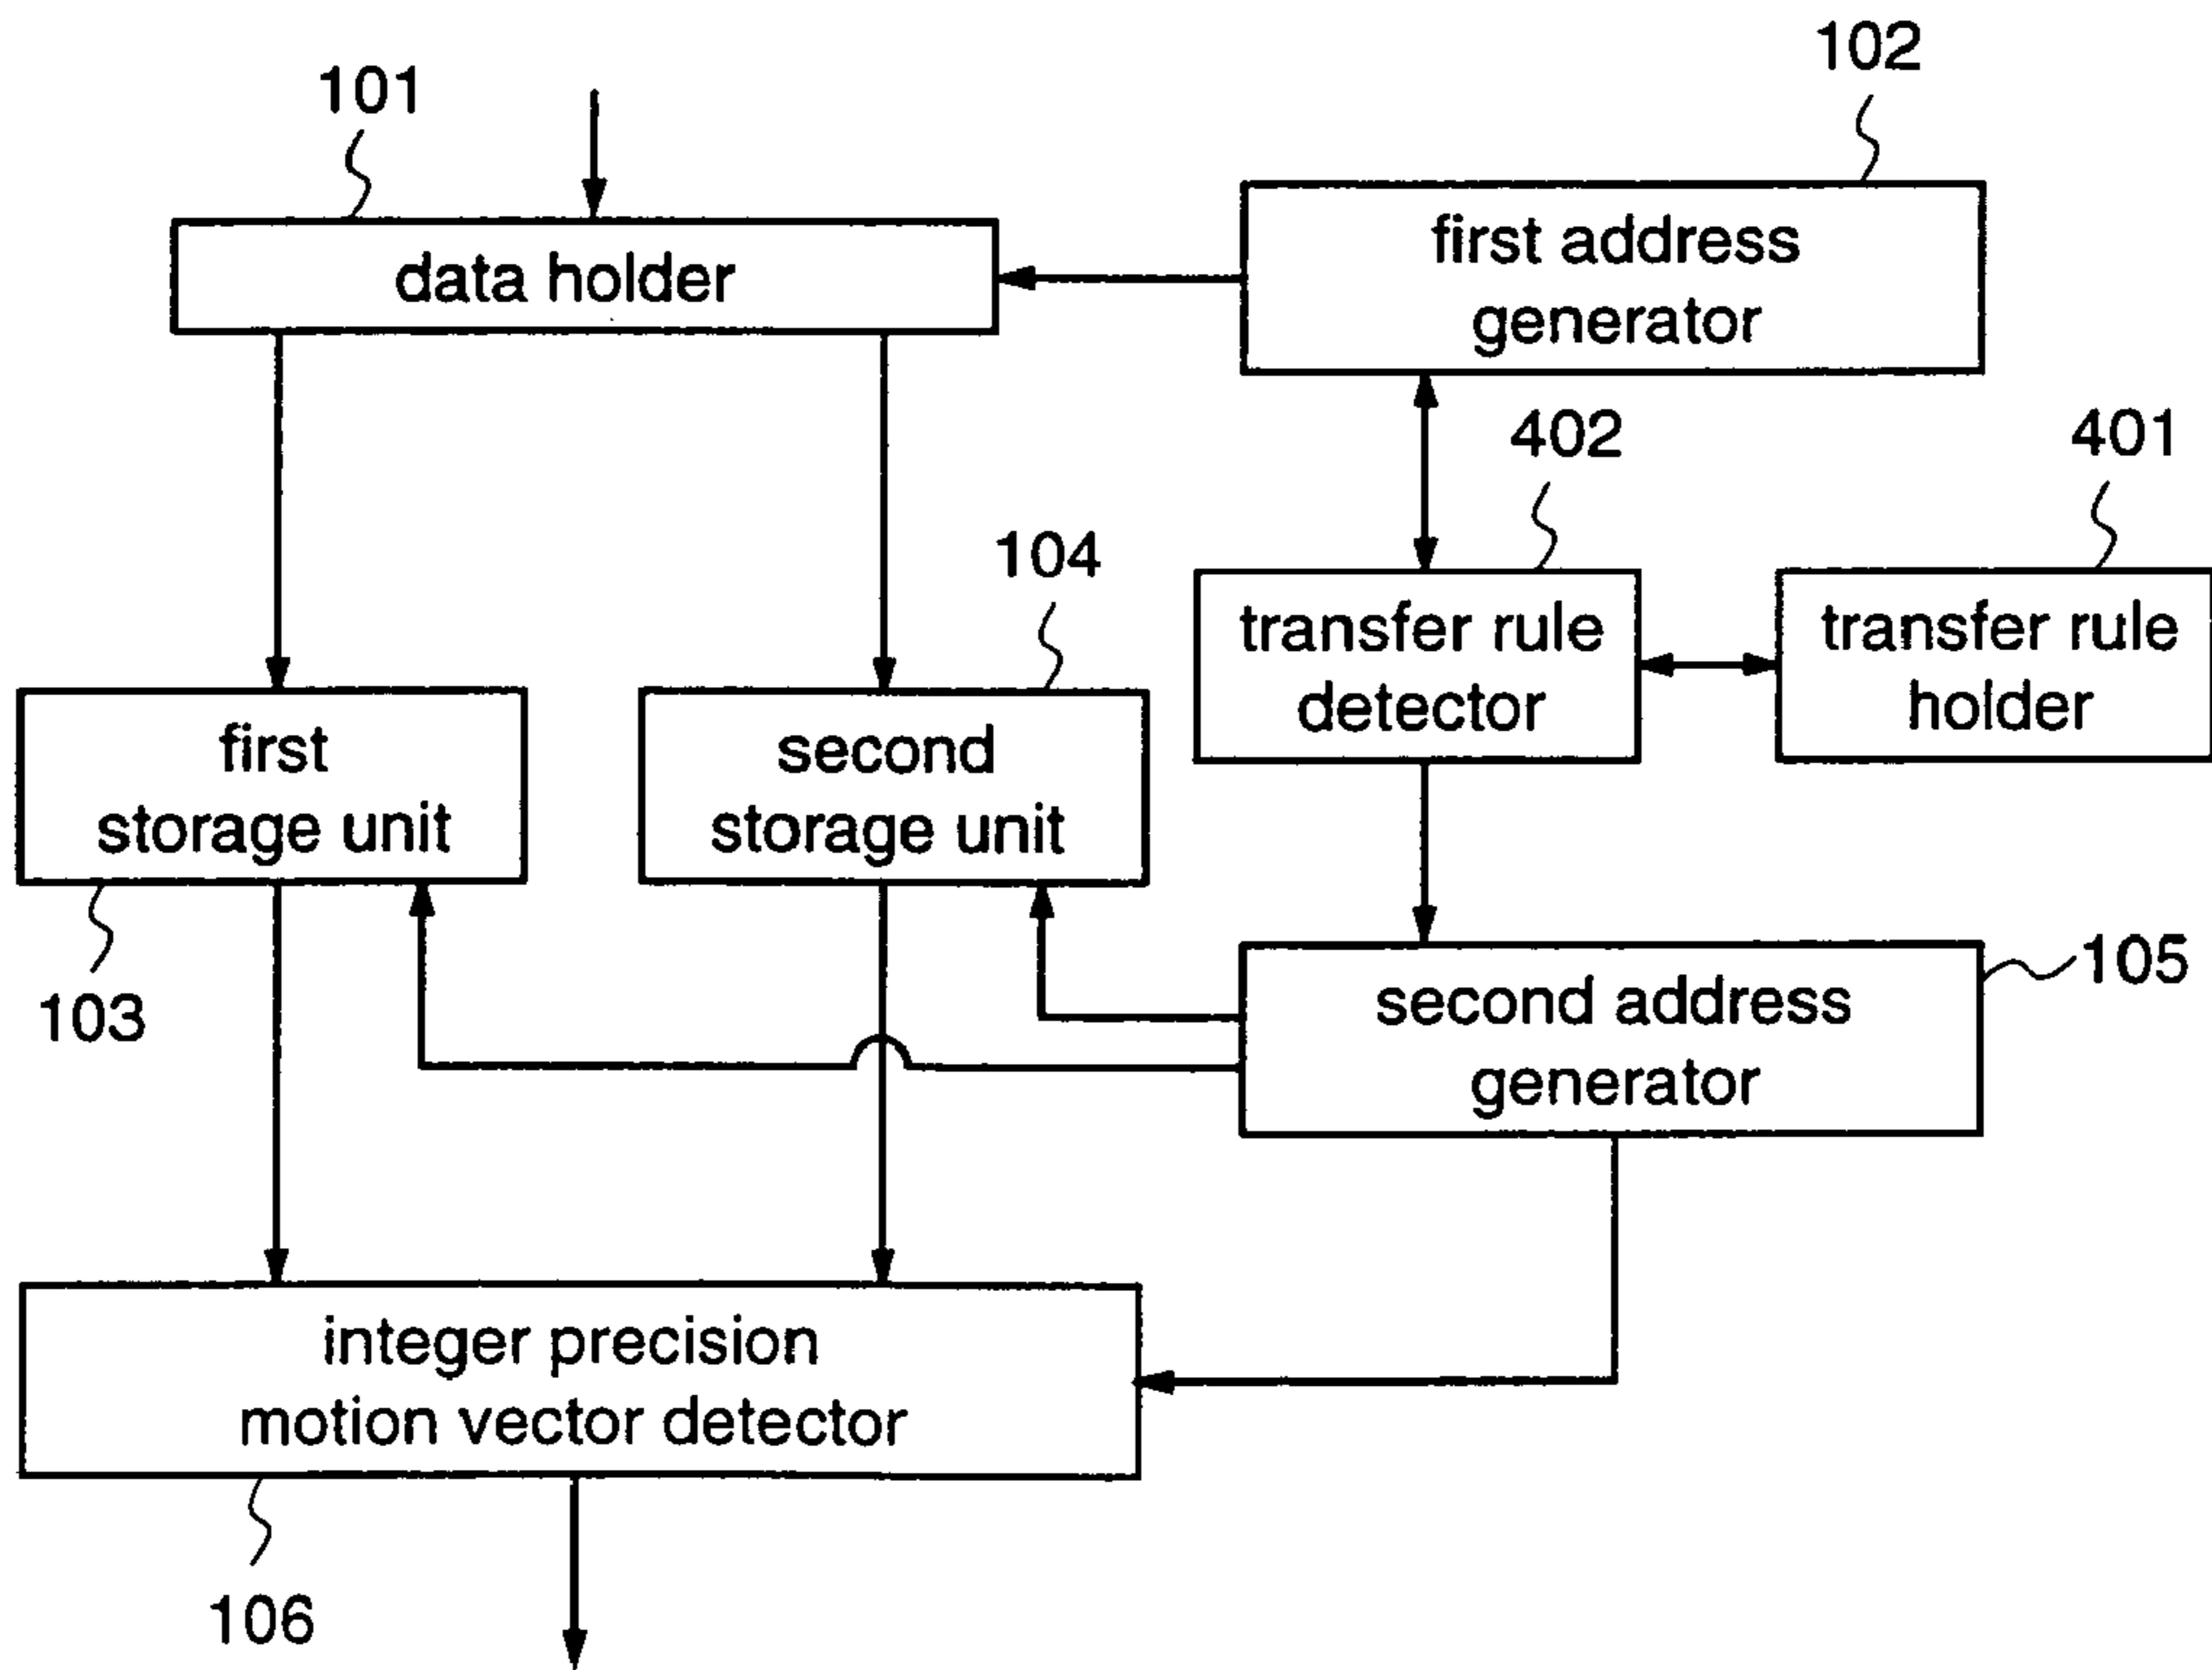 102
101
first address
generator
data holder
402
401
104
transfer rule
detector
transfer rule
holder
first
storage unit
second
storage unit
105
103
second address
generator
integer precision
motion vector detector
106